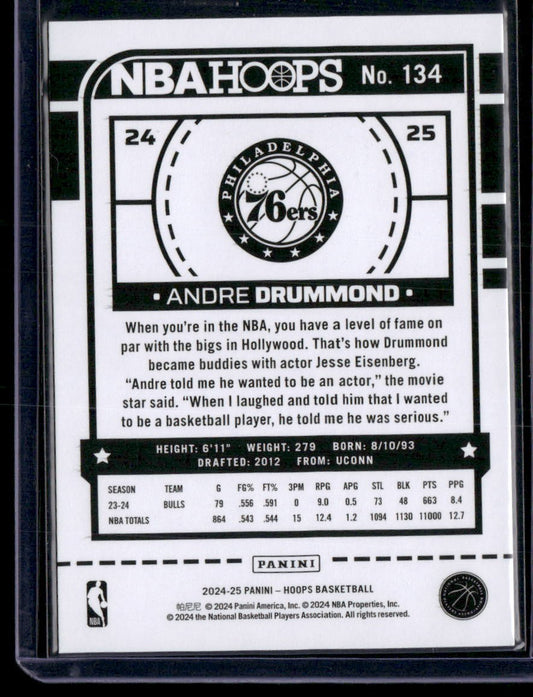 NBA HOOPS No. 134
24 25
PHILADELPHIA
76ers
• ANDRE DRUMMOND •
When you're in the NBA, you have a level of fame on
par with the bigs in Hollywood. That's how Drummond
became buddies with actor Jesse Eisenberg.
“Andre told me he wanted to be an actor,” the movie
star said. “When I laughed and told him that I wanted
to be a basketball player, he told me he was serious.”
HEIGHT: 6'11" WEIGHT: 279 BORN: 8/10/93
DRAFTED: 2012 FROM: UCONN
SEASON TEAM G FG% FT% 3PM RPG APG STL BLK PTS PPG
23-24 BULLS 79 .556 .591 0 9.0 0.5 73 48 663 8.4
NBA TOTALS 864 .543 .544 15 12.4 1.2 1094 1130 11000 12.7
PANINI
2024-25 PANINI – HOOPS BASKETBALL
帕尼尼 © 2024 Panini America, Inc. © 2024 NBA Properties, Inc.
© 2024 the National Basketball Players Association. All rights reserved.
NBA